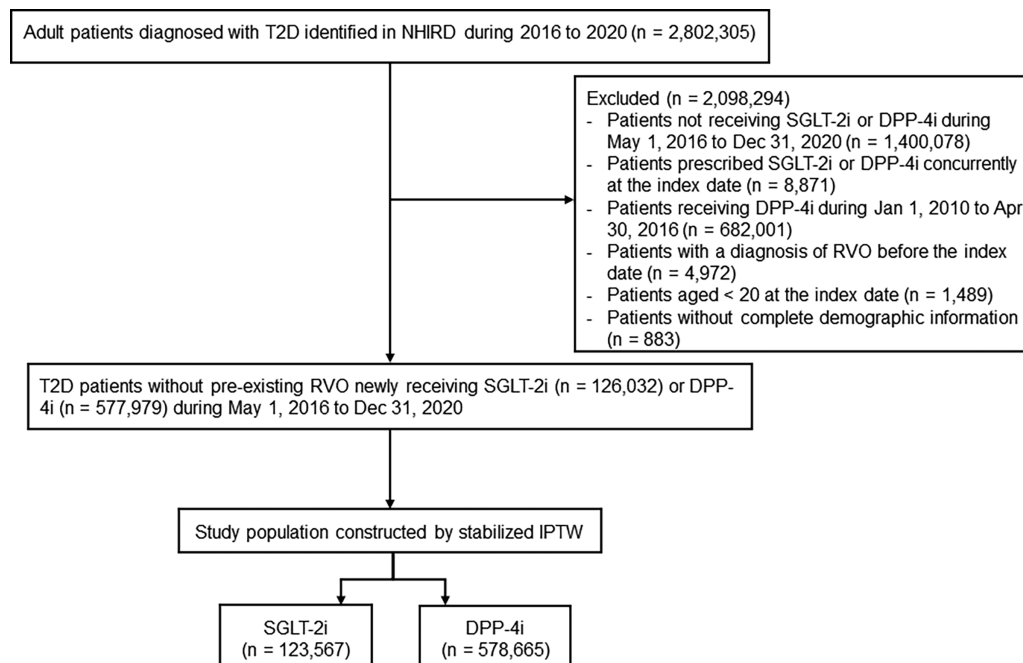 Adult patients diagnosed with T2D identified in NHIRD during 2016 to 2020 (n = 2,802,305)
Excluded (n = 2,098,294)
- Patients not receiving SGLT-2i or DPP-4i during
May 1, 2016 to Dec 31, 2020 (n = 1,400,078)
- Patients prescribed SGLT-2i or DPP-4i concurrently
at the index date (n = 8,871)
- Patients receiving DPP-4i during Jan 1, 2010 to Apr
30, 2016 (n = 682,001)
- Patients with a diagnosis of RVO before the index
date (n = 4,972)
- Patients aged < 20 at the index date (n = 1,489)
- Patients without complete demographic information
(n = 883)
T2D patients without pre-existing RVO newly receiving SGLT-2i (n = 126,032) or DPP-
4i (n = 577,979) during May 1, 2016 to Dec 31, 2020
Study population constructed by stabilized IPTW
SGLT-2i
(n = 123,567)
DPP-4i
(n = 578,665)